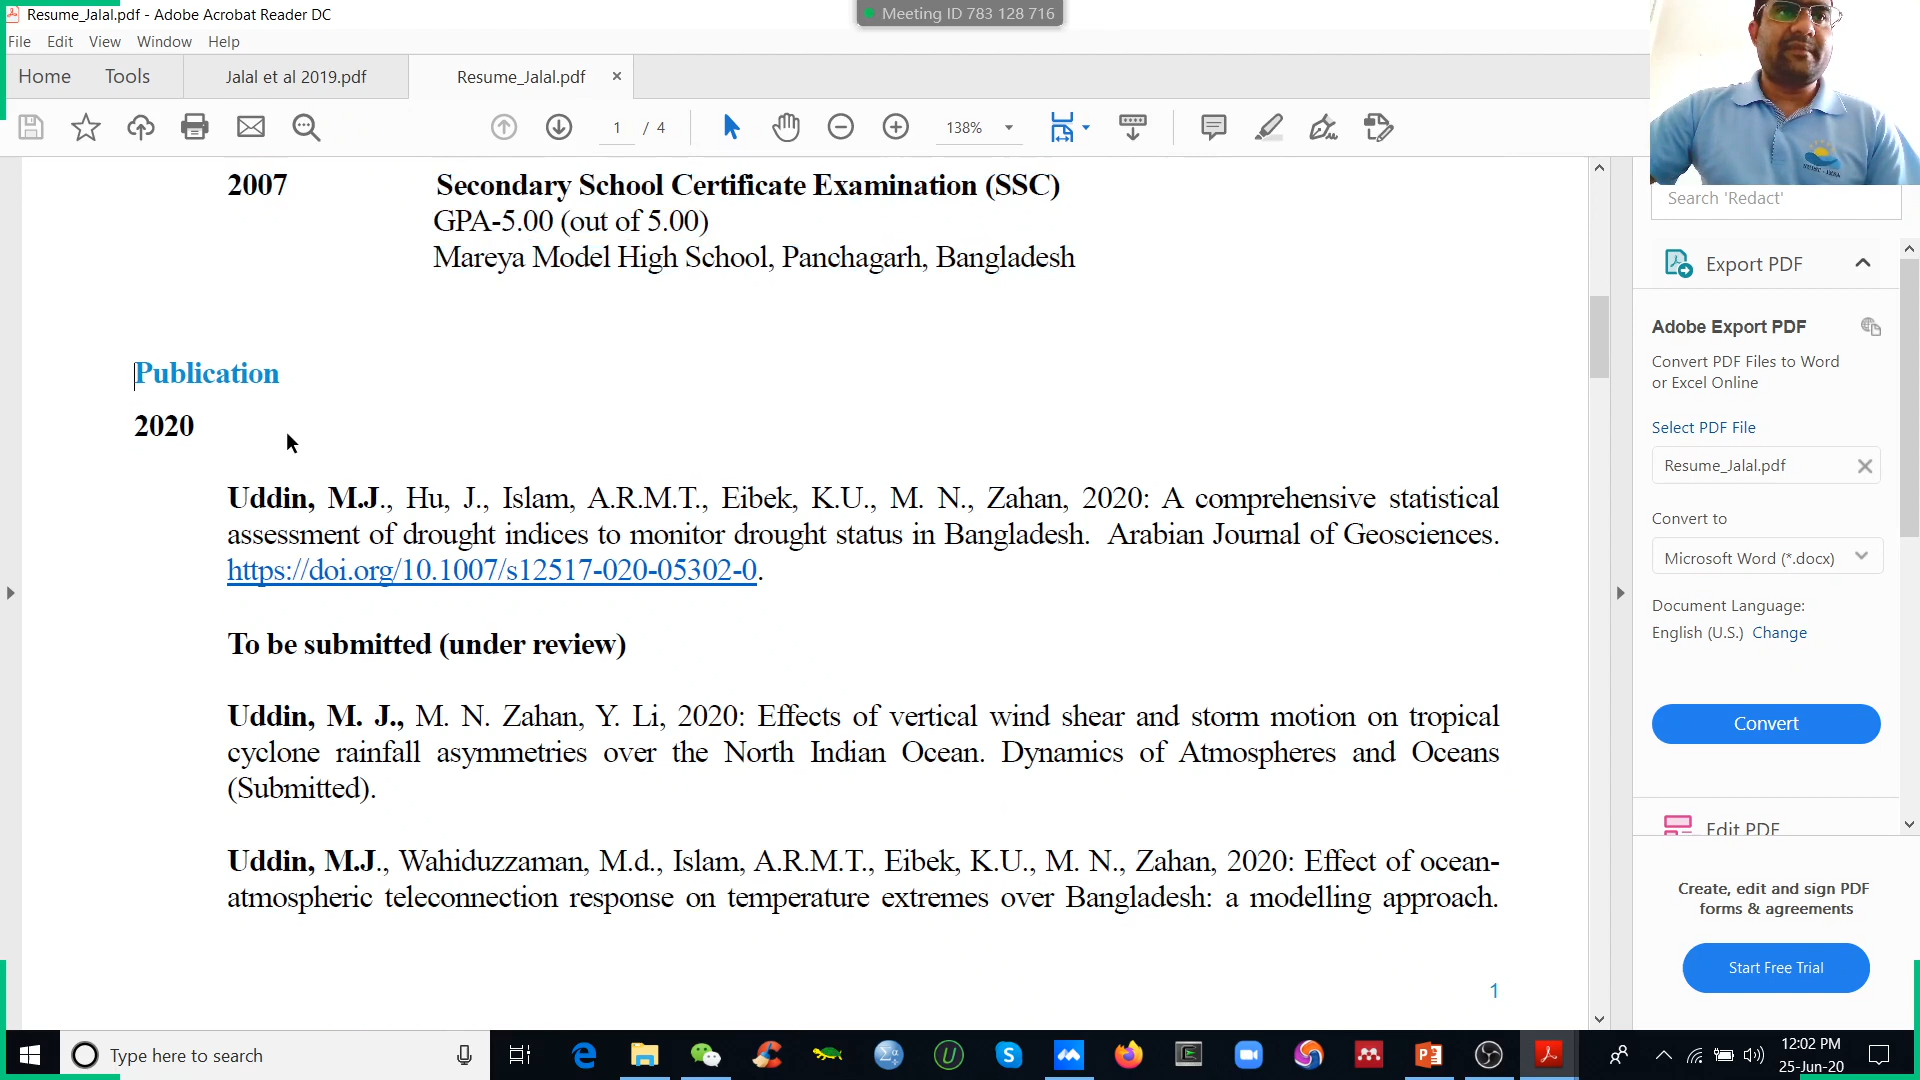 Resume_Jalal.pdf - Adobe Acrobat Reader DC
Meeting ID 783 128 716
File Edit View Window Help
Home Tools Jalal et al 2019.pdf Resume_Jalal.pdf ×
1 / 4 138%
2007 Secondary School Certificate Examination (SSC)
GPA-5.00 (out of 5.00)
Mareya Model High School, Panchagarh, Bangladesh
Publication
2020
Uddin, M.J., Hu, J., Islam, A.R.M.T., Eibek, K.U., M. N., Zahan, 2020: A comprehensive statistical
assessment of drought indices to monitor drought status in Bangladesh. Arabian Journal of Geosciences.
https://doi.org/10.1007/s12517-020-05302-0.
To be submitted (under review)
Uddin, M. J., M. N. Zahan, Y. Li, 2020: Effects of vertical wind shear and storm motion on tropical
cyclone rainfall asymmetries over the North Indian Ocean. Dynamics of Atmospheres and Oceans
(Submitted).
Uddin, M.J., Wahiduzzaman, M.d., Islam, A.R.M.T., Eibek, K.U., M. N., Zahan, 2020: Effect of ocean-
atmospheric teleconnection response on temperature extremes over Bangladesh: a modelling approach.
1
Search 'Redact'
Export PDF
Adobe Export PDF
Convert PDF Files to Word
or Excel Online
Select PDF File
Resume_Jalal.pdf
Convert to
Microsoft Word (*.docx)
Document Language:
English (U.S.) Change
Convert
Edit PDF
Create, edit and sign PDF
forms & agreements
Start Free Trial
Type here to search
12:02 PM
25-Jun-20